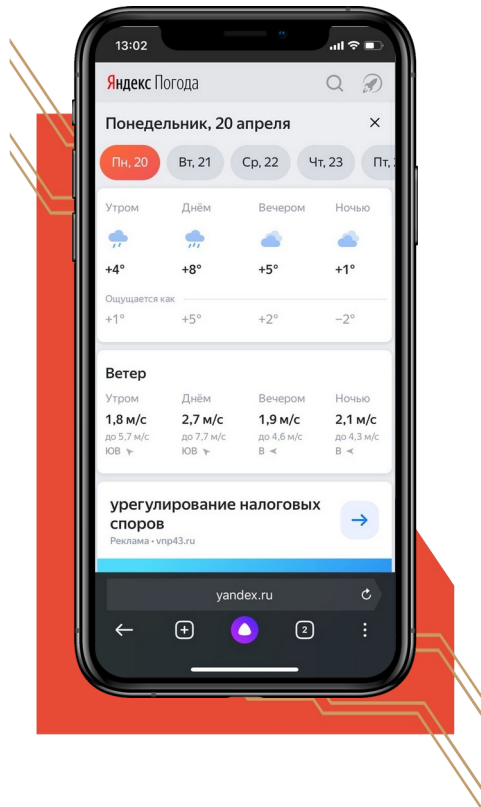 13:02
Яндекс Погода
Понедельник, 20 апреля
Пн, 20 Вт, 21 Ср, 22 Чт, 23 Пт,
Утром Днём Вечером Ночью
+4° +8° +5° +1°
Ощущается как
+1° +5° +2° −2°
Ветер
Утром Днём Вечером Ночью
1,8 м/с 2,7 м/с 1,9 м/с 2,1 м/с
до 5,7 м/с до 7,7 м/с до 4,6 м/с до 4,3 м/с
ЮВ ЮВ В В
урегулирование налоговых
споров
Реклама • vnp43.ru
yandex.ru
2